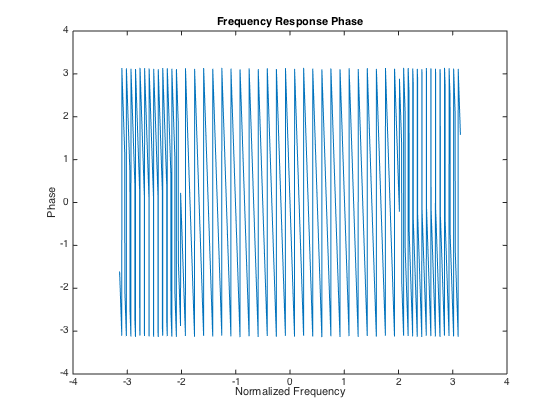 Frequency Response Phase
4
3
2
1
0
-1
-2
-3
-4
Phase
-4 -3 -2 -1 0 1 2 3 4
Normalized Frequency